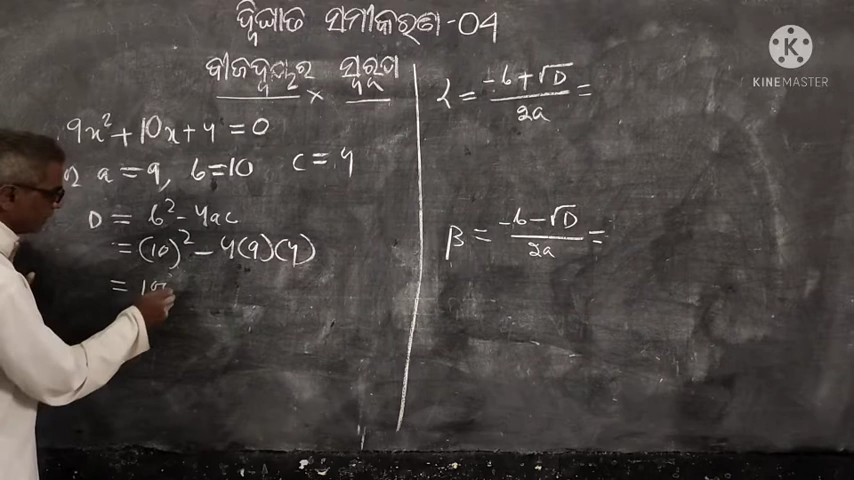 ଦ୍ୱିଘାତ ସମୀକରଣ-04
ବୀଜଦ୍ୱୟର ସ୍ୱରୂପ
9x² + 10x + 4 = 0
a = 9, b = 10 c = 4
D = b² - 4ac
= (10)² - 4(9)(4)
= 10
α = (-b + √D) / 2a =
β = (-b - √D) / 2a =
K
KINEMASTER